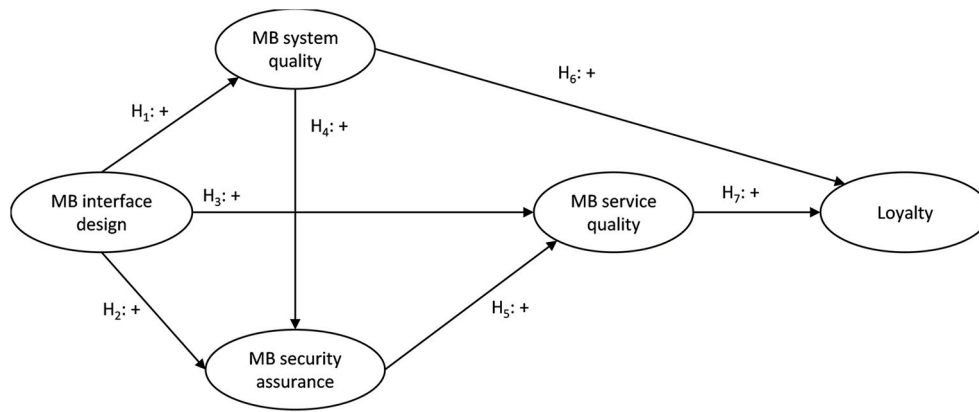 MB system
quality
H₁: +
H₄: +
H₆: +
MB interface
design
H₃: +
MB service
quality
H₇: +
Loyalty
H₂: +
H₅: +
MB security
assurance